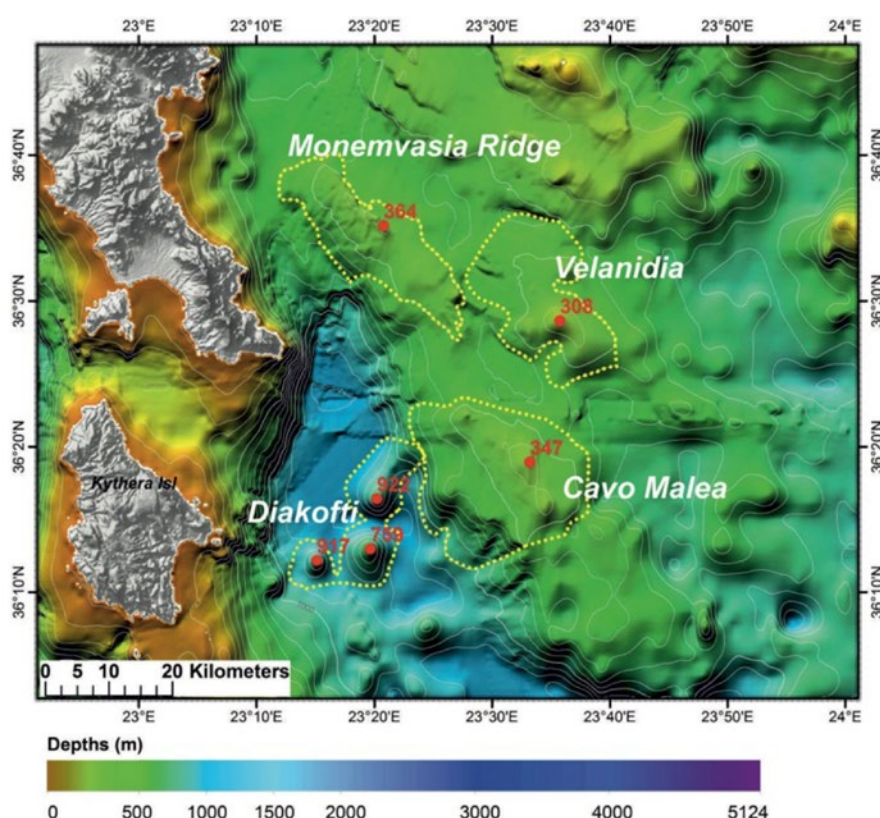 23°E 23°10'E 23°20'E 23°30'E 23°40'E 23°50'E 24°E
36°40'N 36°40'N
Monemvasia Ridge
364
Velanidia
36°30'N 36°30'N
308
36°20'N 36°20'N
347
Kythera Isl
922
Cavo Malea
Diakofti
759
917
36°10'N 36°10'N
0 5 10 20 Kilometers
23°E 23°10'E 23°20'E 23°30'E 23°40'E 23°50'E 24°E
Depths (m)
0 500 1000 1500 2000 3000 4000 5124